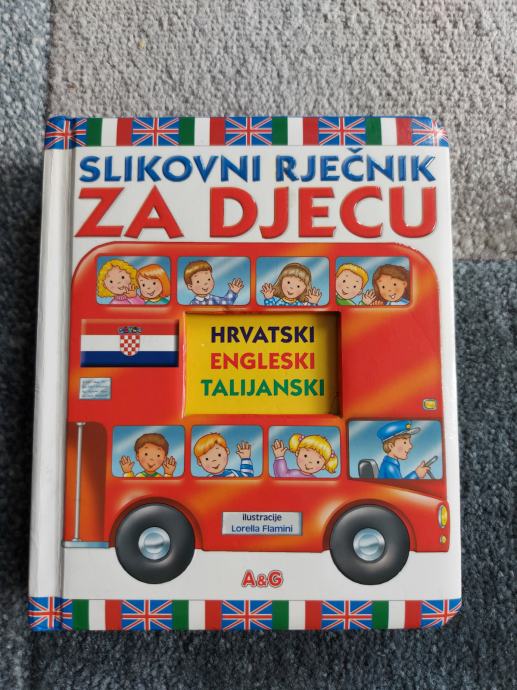 SLIKOVNI RJEČNIK
ZA DJECU
HRVATSKI
ENGLESKI
TALIJANSKI
ilustracije
Lorella Flamini
A&G